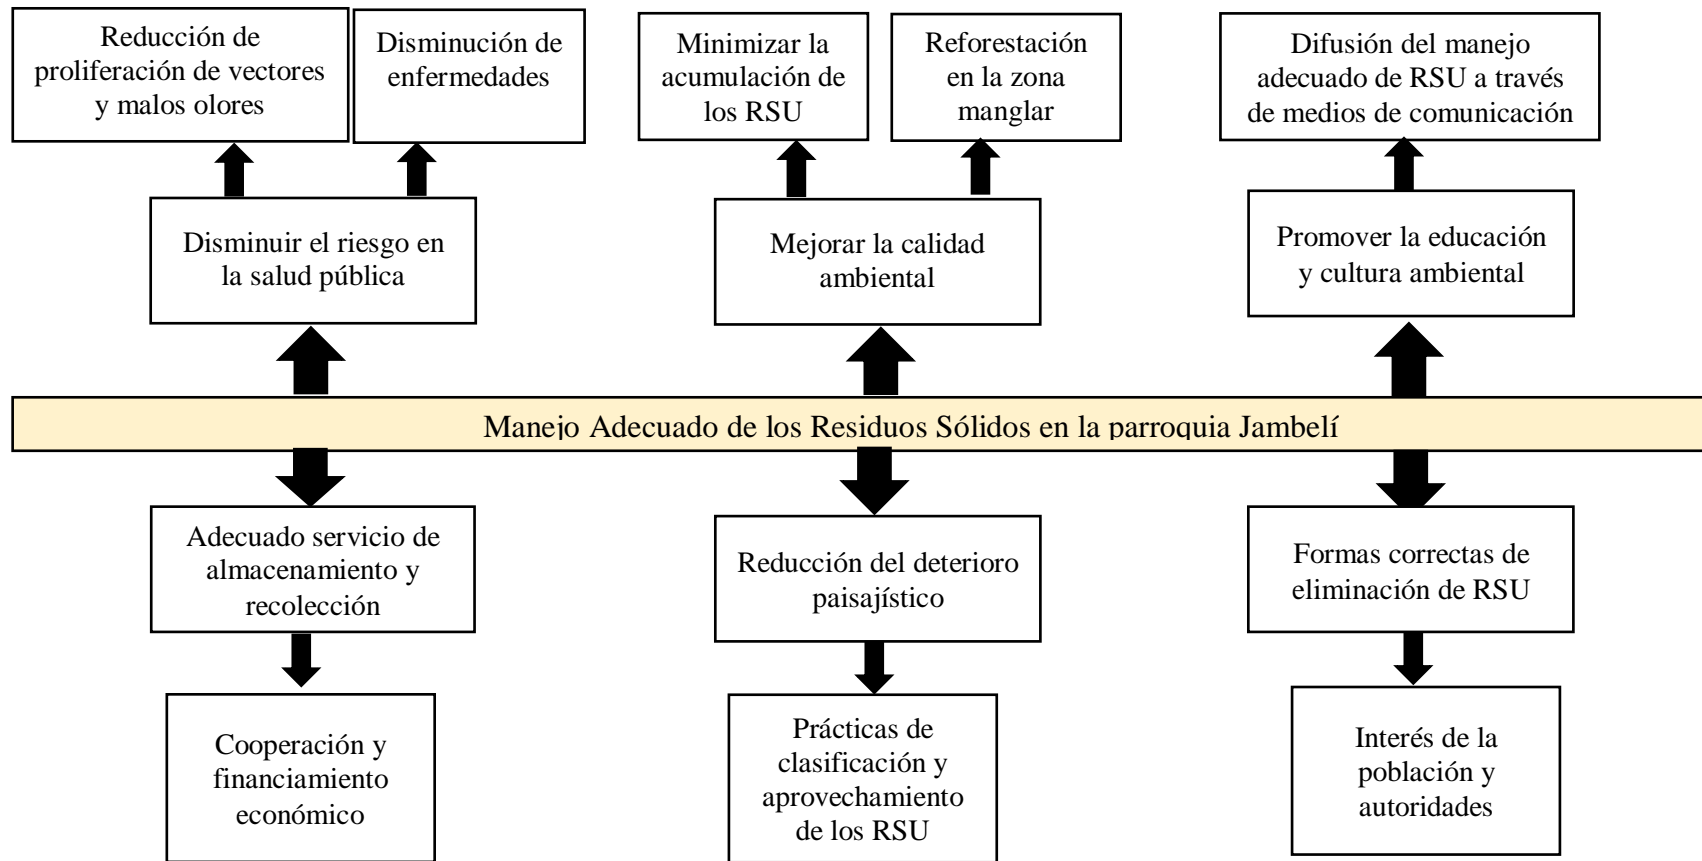 Reducción de
proliferación de vectores
y malos olores
Disminución de
enfermedades
Minimizar la
acumulación de
los RSU
Reforestación
en la zona
manglar
Difusión del manejo
adecuado de RSU a través
de medios de comunicación
Disminuir el riesgo en
la salud pública
Mejorar la calidad
ambiental
Promover la educación
y cultura ambiental
Manejo Adecuado de los Residuos Sólidos en la parroquia Jambelí
Adecuado servicio de
almacenamiento y
recolección
Reducción del deterioro
paisajístico
Formas correctas de
eliminación de RSU
Cooperación y
financiamiento
económico
Prácticas de
clasificación y
aprovechamiento
de los RSU
Interés de la
población y
autoridades